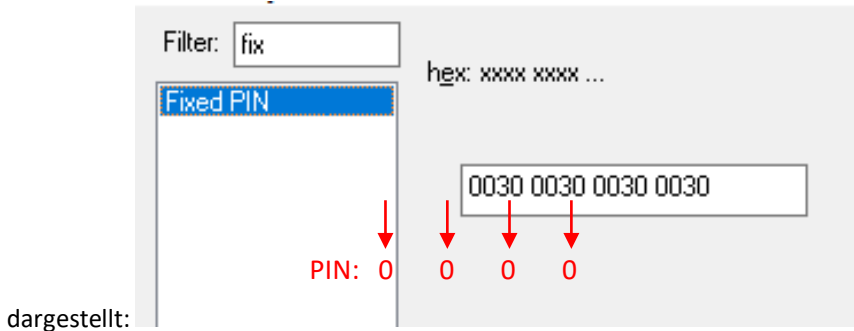 Filter: fix
hex: xxxx xxxx ...
Fixed PIN
0030 0030 0030 0030
PIN: 0 0 0 0
dargestellt: